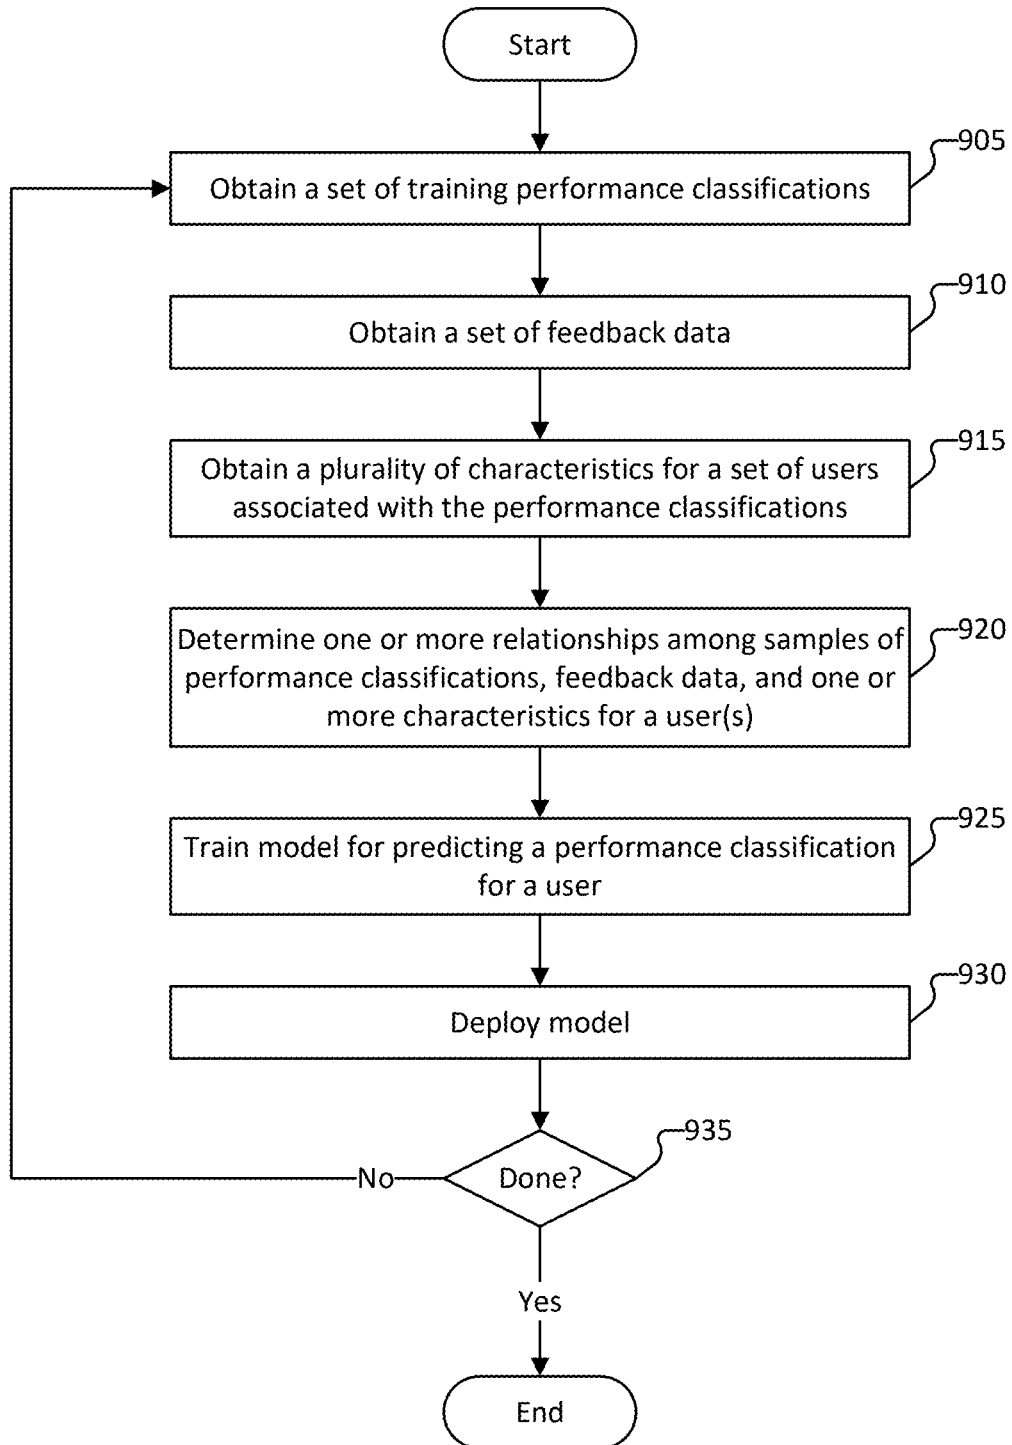 Start
905
Obtain a set of training performance classifications
910
Obtain a set of feedback data
915
Obtain a plurality of characteristics for a set of users
associated with the performance classifications
920
Determine one or more relationships among samples of
performance classifications, feedback data, and one or
more characteristics for a user(s)
925
Train model for predicting a performance classification
for a user
930
Deploy model
935
No
Done?
Yes
End